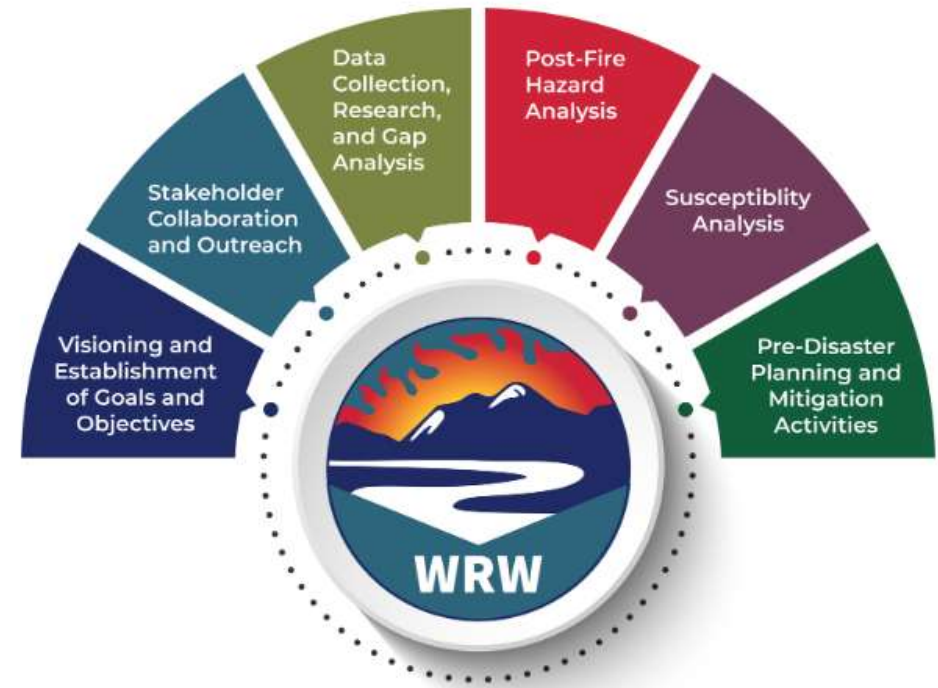 Visioning and
Establishment
of Goals and
Objectives
Stakeholder
Collaboration
and Outreach
Data
Collection,
Research,
and Gap
Analysis
Post-Fire
Hazard
Analysis
Susceptiblity
Analysis
Pre-Disaster
Planning and
Mitigation
Activities
WRW